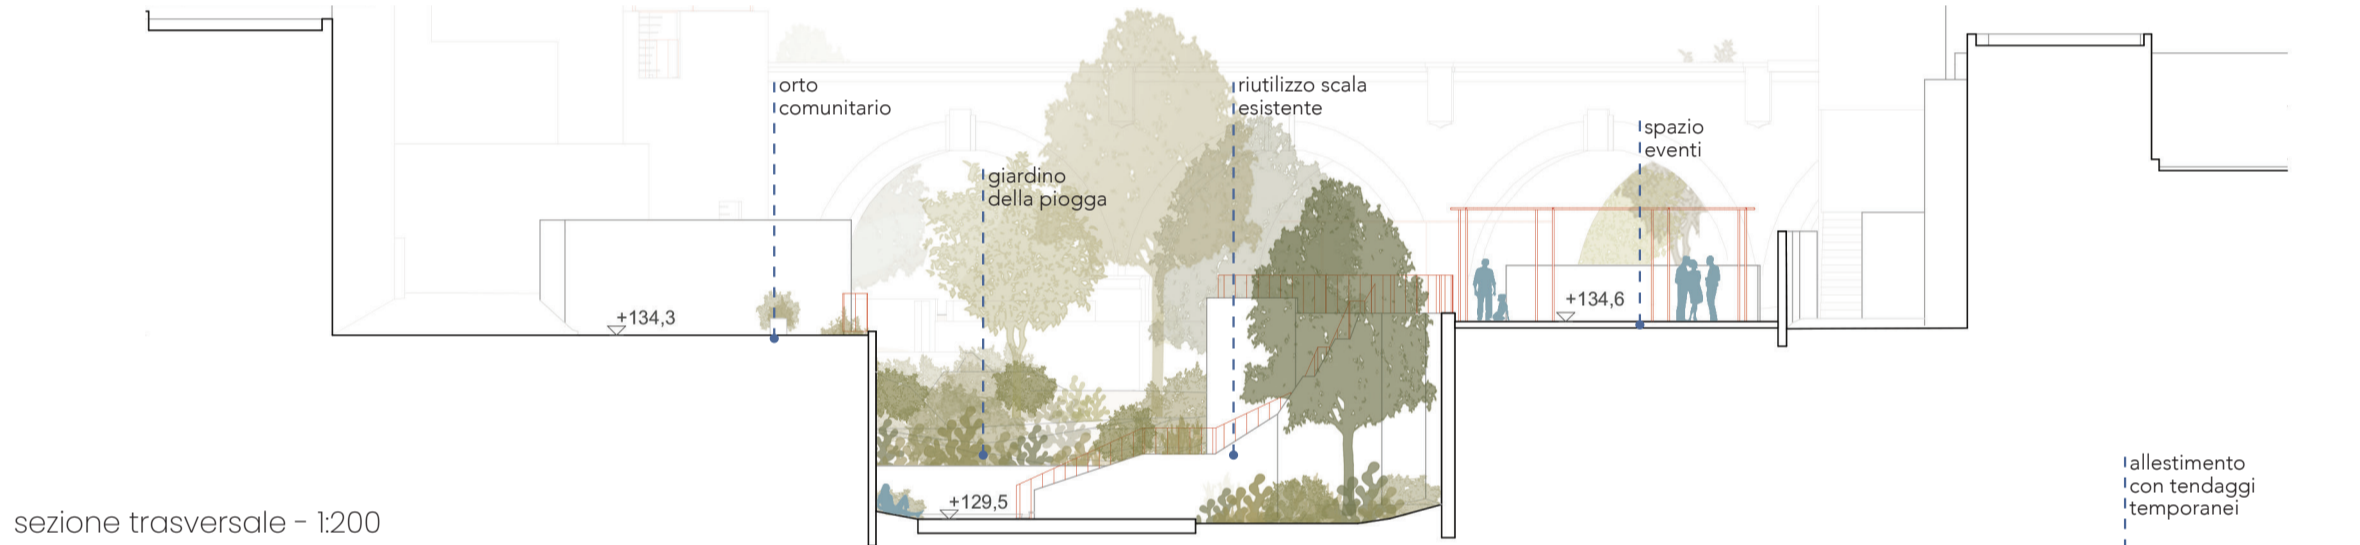 orto
comunitario
riutilizzo scala
esistente
spazio
eventi
giardino
della piogga
+134,3
+134,6
+129,5
allestimento
con tendaggi
temporanei
sezione trasversale - 1:200